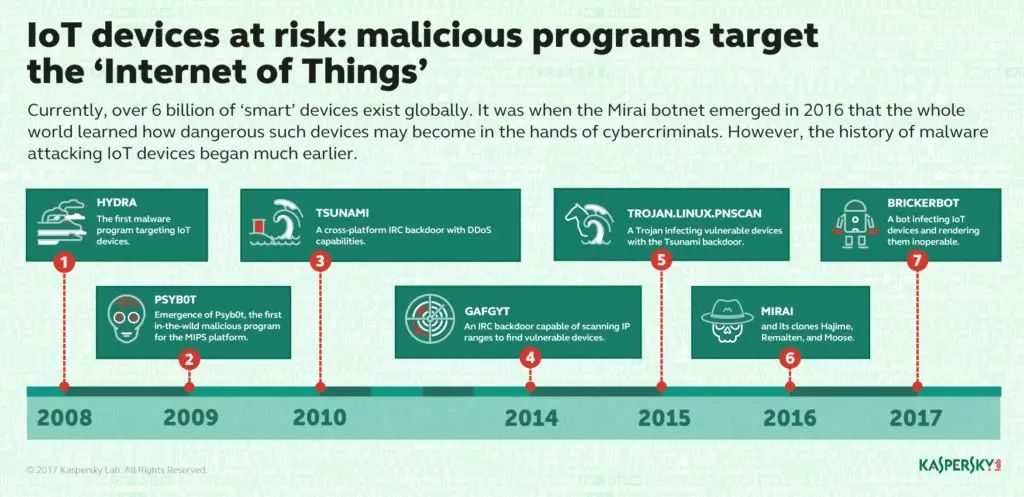 IoT devices at risk: malicious programs target
the ‘Internet of Things’
Currently, over 6 billion of ‘smart’ devices exist globally. It was when the Mirai botnet emerged in 2016 that the whole
world learned how dangerous such devices may become in the hands of cybercriminals. However, the history of malware
attacking IoT devices began much earlier.
HYDRA
The first malware
program targeting IoT
devices.
1
TSUNAMI
A cross-platform IRC backdoor with DDoS
capabilities.
3
TROJAN.LINUX.PNSCAN
A Trojan infecting vulnerable devices
with the Tsunami backdoor.
5
BRICKERBOT
A bot infecting IoT
devices and rendering
them inoperable.
7
PSYB0T
Emergence of Psyb0t, the first
in-the-wild malicious program
for the MIPS platform.
2
GAFGYT
An IRC backdoor capable of scanning IP
ranges to find vulnerable devices.
4
MIRAI
and its clones Hajime,
Remaiten, and Moose.
6
2008
2009
2010
2014
2015
2016
2017
© 2017 Kaspersky Lab. All Rights Reserved.
KASPERSKY lab